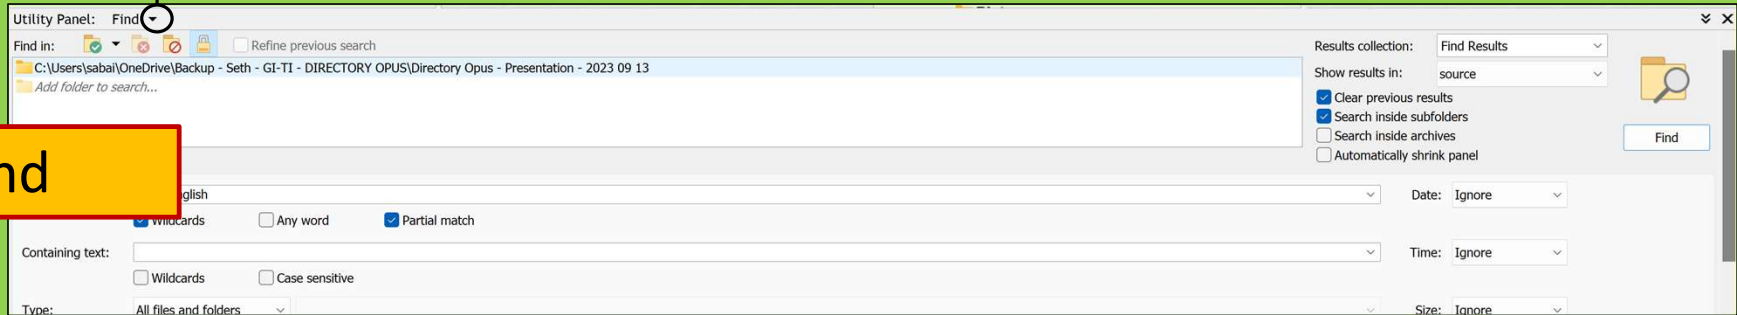 Utility Panel: Find
Find in:
Refine previous search
C:\Users\sabai\OneDrive\Backup - Seth - GI-TI - DIRECTORY OPUS\Directory Opus - Presentation - 2023 09 13
Add folder to search...
Results collection: Find Results
Show results in: source
Clear previous results
Search inside subfolders
Search inside archives
Automatically shrink panel
Find
nd
glish
Date: Ignore
Wildcards Any word Partial match
Containing text:
Time: Ignore
Wildcards Case sensitive
Type: All files and folders
Size: Ignore